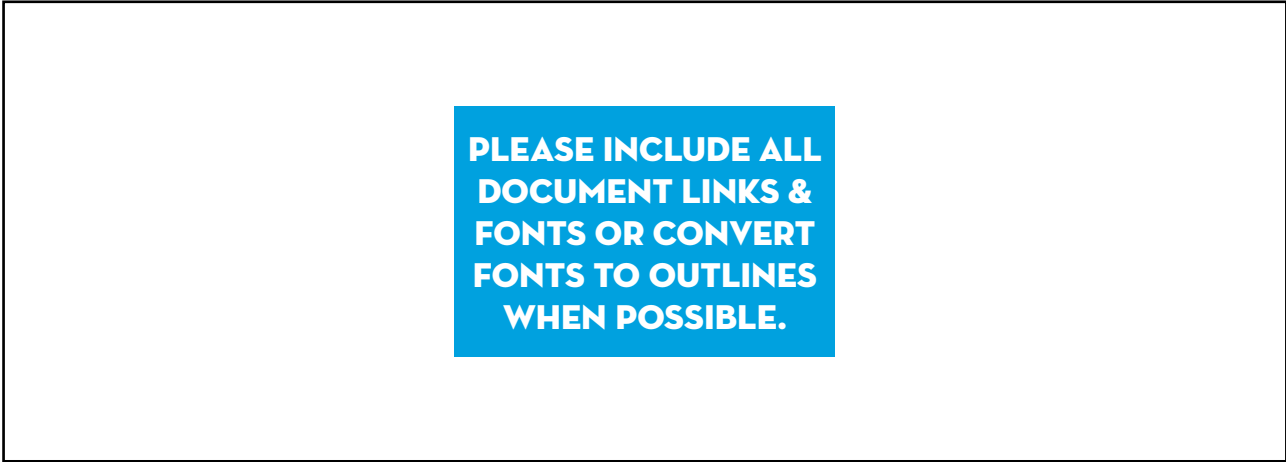 PLEASE INCLUDE ALL
DOCUMENT LINKS &
FONTS OR CONVERT
FONTS TO OUTLINES
WHEN POSSIBLE.